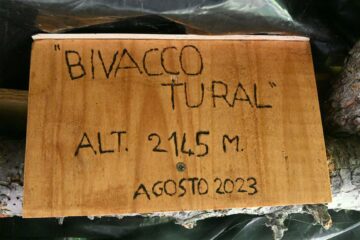 "BIVACCO
TURAL"
ALT. 2145 M.
AGOSTO 2023